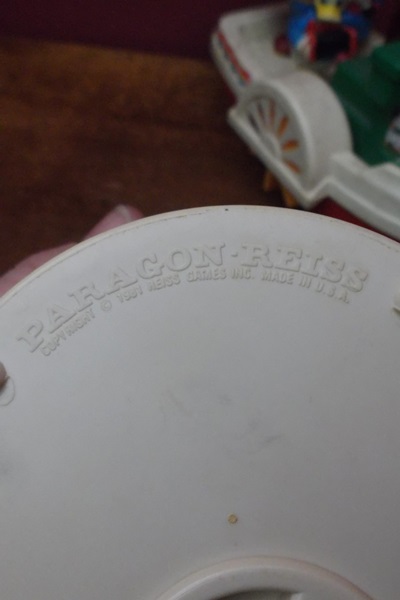 PARAGON-REISS
COPYRIGHT © 1981 REISS GAMES INC. MADE IN U.S.A.